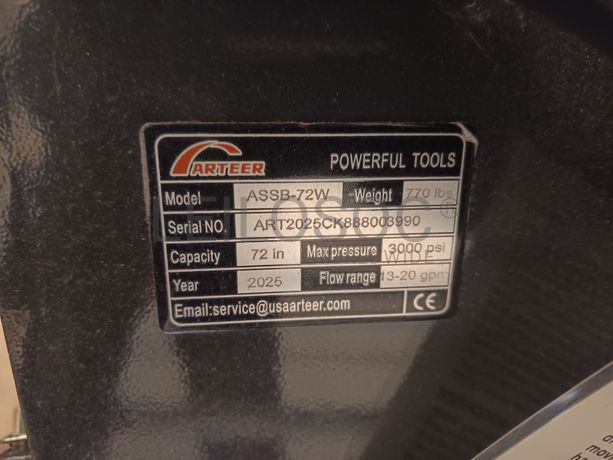 ARTEER POWERFUL TOOLS
Model ASSB-72W Weight 770 lbs
Serial NO. ART2025CK888003990
Capacity 72 in Max pressure 3000 psi
Year 2025 Flow range 13-20 gpm
Email:service@usaarteer.com CE
WIDE